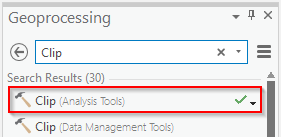 Geoprocessing
Clip
Search Results (30)
Clip (Analysis Tools)
Clip (Data Management Tools)